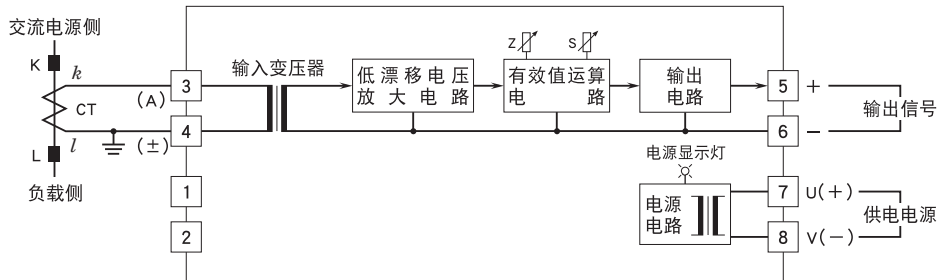 交流电源侧
K
k
CT
L
l
负载侧
(A)
(±)
3
4
1
2
输入变压器
低漂移电压
放大电路
Z
S
有效值运算
电路
输出
电路
电源显示灯
电源
电路
5
+
6
−
输出信号
7
U(+)
8
V(−)
供电电源